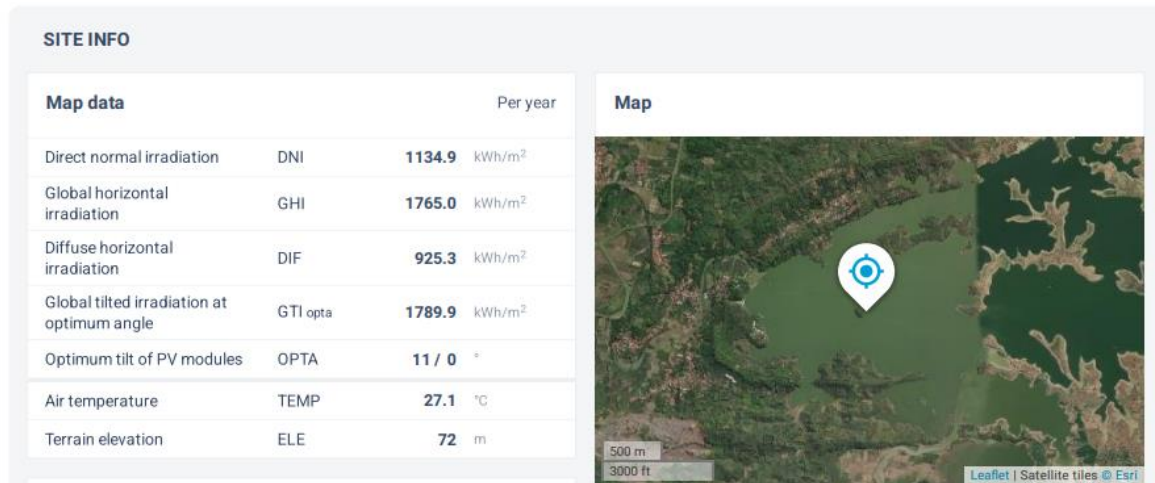 SITE INFO
Map data Per year
Direct normal irradiation DNI 1134.9 kWh/m²
Global horizontal
irradiation GHI 1765.0 kWh/m²
Diffuse horizontal
irradiation DIF 925.3 kWh/m²
Global tilted irradiation at
optimum angle GTI opta 1789.9 kWh/m²
Optimum tilt of PV modules OPTA 11 / 0 °
Air temperature TEMP 27.1 °C
Terrain elevation ELE 72 m
Map
500 m
3000 ft
Leaflet | Satellite tiles © Esri